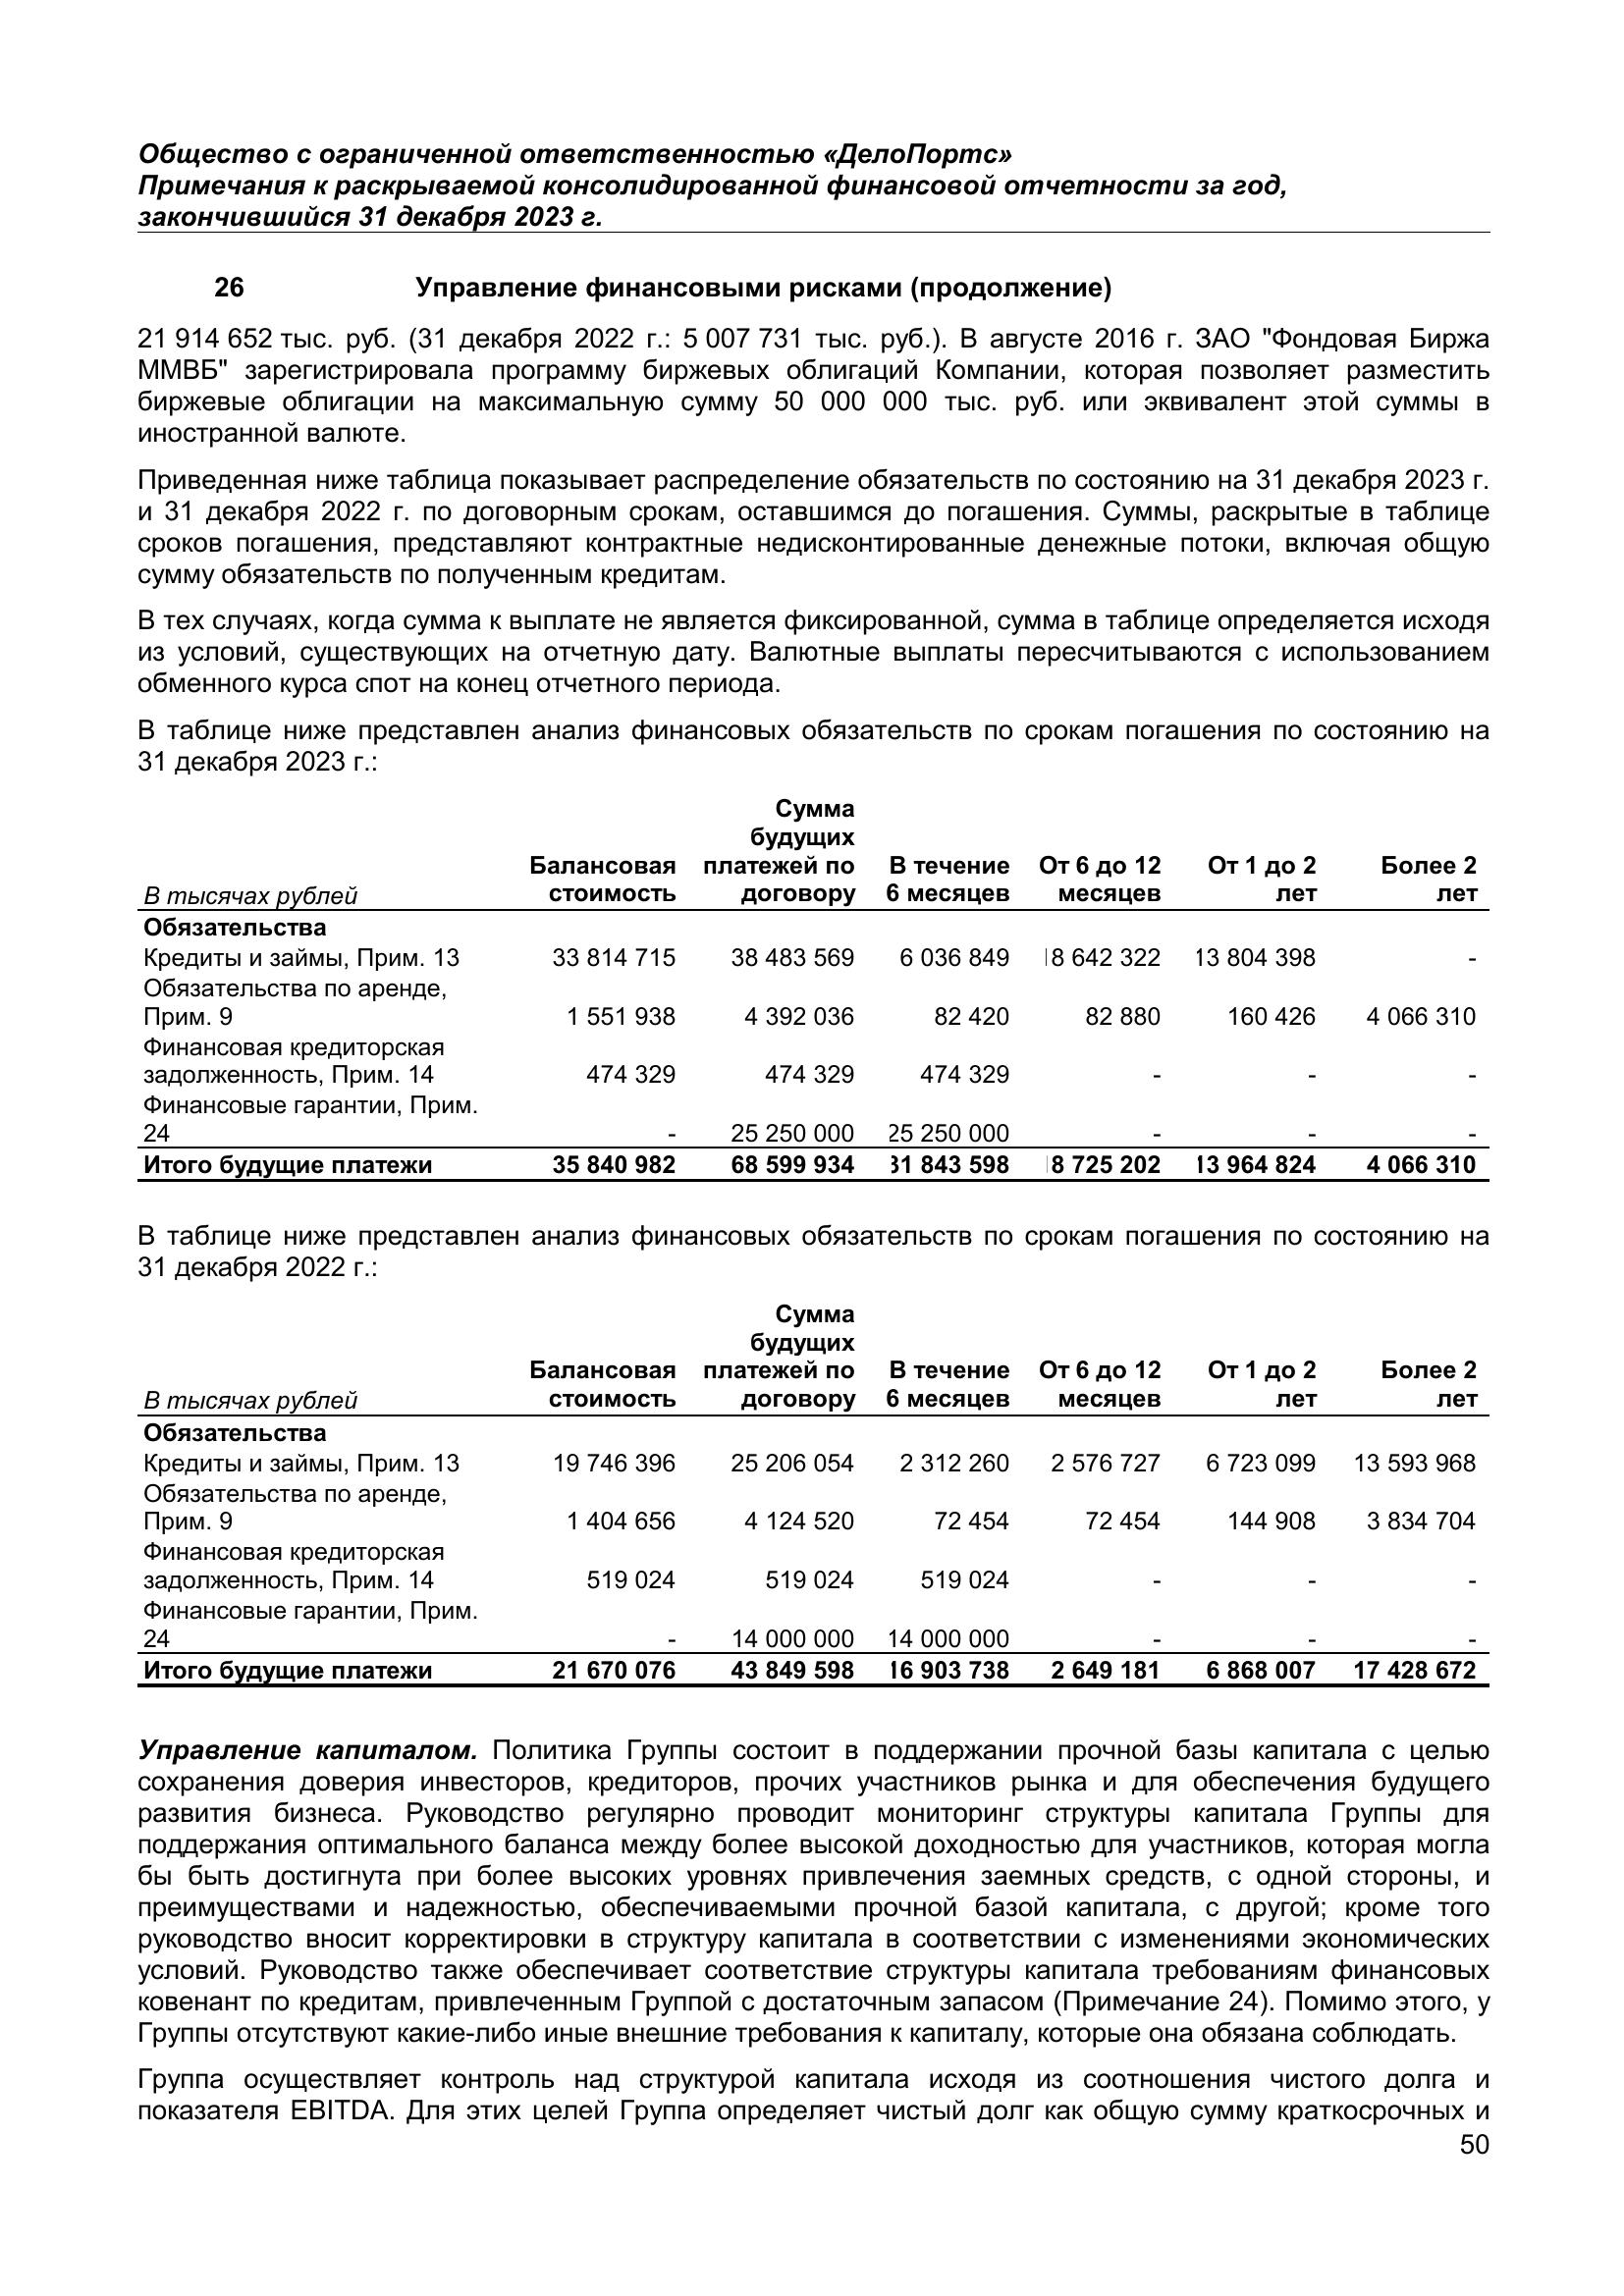 Общество с ограниченной ответственностью «ДелоПортс»
Примечания к раскрываемой консолидированной финансовой отчетности за год,
закончившийся 31 декабря 2023 г.
26 Управление финансовыми рисками (продолжение)
21 914 652 тыс. руб. (31 декабря 2022 г.: 5 007 731 тыс. руб.). В августе 2016 г. ЗАО "Фондовая Биржа
ММВБ" зарегистрировала программу биржевых облигаций Компании, которая позволяет разместить
биржевые облигации на максимальную сумму 50 000 000 тыс. руб. или эквивалент этой суммы в
иностранной валюте.
Приведенная ниже таблица показывает распределение обязательств по состоянию на 31 декабря 2023 г.
и 31 декабря 2022 г. по договорным срокам, оставшимся до погашения. Суммы, раскрытые в таблице
сроков погашения, представляют контрактные недисконтированные денежные потоки, включая общую
сумму обязательств по полученным кредитам.
В тех случаях, когда сумма к выплате не является фиксированной, сумма в таблице определяется исходя
из условий, существующих на отчетную дату. Валютные выплаты пересчитываются с использованием
обменного курса спот на конец отчетного периода.
В таблице ниже представлен анализ финансовых обязательств по срокам погашения по состоянию на
31 декабря 2023 г.:
Сумма
будущих
Балансовая платежей по В течение От 6 до 12 От 1 до 2 Более 2
В тысячах рублей стоимость договору 6 месяцев месяцев лет лет
Обязательства
Кредиты и займы, Прим. 13 33 814 715 38 483 569 6 036 849 18 642 322 13 804 398 -
Обязательства по аренде,
Прим. 9 1 551 938 4 392 036 82 420 82 880 160 426 4 066 310
Финансовая кредиторская
задолженность, Прим. 14 474 329 474 329 474 329 - - -
Финансовые гарантии, Прим.
24 - 25 250 000 25 250 000 - - -
Итого будущие платежи 35 840 982 68 599 934 31 843 598 18 725 202 13 964 824 4 066 310
В таблице ниже представлен анализ финансовых обязательств по срокам погашения по состоянию на
31 декабря 2022 г.:
Сумма
будущих
Балансовая платежей по В течение От 6 до 12 От 1 до 2 Более 2
В тысячах рублей стоимость договору 6 месяцев месяцев лет лет
Обязательства
Кредиты и займы, Прим. 13 19 746 396 25 206 054 2 312 260 2 576 727 6 723 099 13 593 968
Обязательства по аренде,
Прим. 9 1 404 656 4 124 520 72 454 72 454 144 908 3 834 704
Финансовая кредиторская
задолженность, Прим. 14 519 024 519 024 519 024 - - -
Финансовые гарантии, Прим.
24 - 14 000 000 14 000 000 - - -
Итого будущие платежи 21 670 076 43 849 598 16 903 738 2 649 181 6 868 007 17 428 672
Управление капиталом. Политика Группы состоит в поддержании прочной базы капитала с целью
сохранения доверия инвесторов, кредиторов, прочих участников рынка и для обеспечения будущего
развития бизнеса. Руководство регулярно проводит мониторинг структуры капитала Группы для
поддержания оптимального баланса между более высокой доходностью для участников, которая могла
бы быть достигнута при более высоких уровнях привлечения заемных средств, с одной стороны, и
преимуществами и надежностью, обеспечиваемыми прочной базой капитала, с другой; кроме того
руководство вносит корректировки в структуру капитала в соответствии с изменениями экономических
условий. Руководство также обеспечивает соответствие структуры капитала требованиям финансовых
ковенант по кредитам, привлеченным Группой с достаточным запасом (Примечание 24). Помимо этого, у
Группы отсутствуют какие-либо иные внешние требования к капиталу, которые она обязана соблюдать.
Группа осуществляет контроль над структурой капитала исходя из соотношения чистого долга и
показателя EBITDA. Для этих целей Группа определяет чистый долг как общую сумму краткосрочных и
50